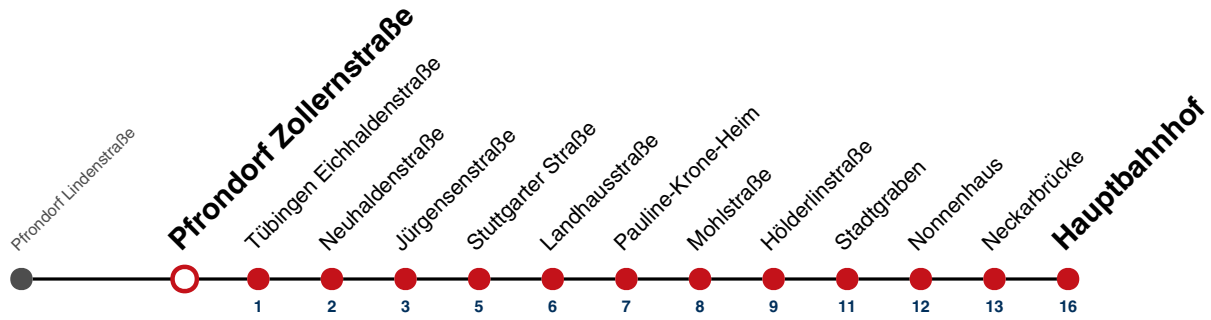 Pfrondorf Lindenstraße
Pfrondorf Zollernstraße
Tübingen Eichhaldenstraße
Neuhaldenstraße
Jürgensenstraße
Stuttgarter Straße
Landhausstraße
Pauline-Krone-Heim
Mohlstraße
Hölderlinstraße
Stadtgraben
Nonnenhaus
Neckarbrücke
Hauptbahnhof
1 2 3 5 6 7 8 9 11 12 13 16